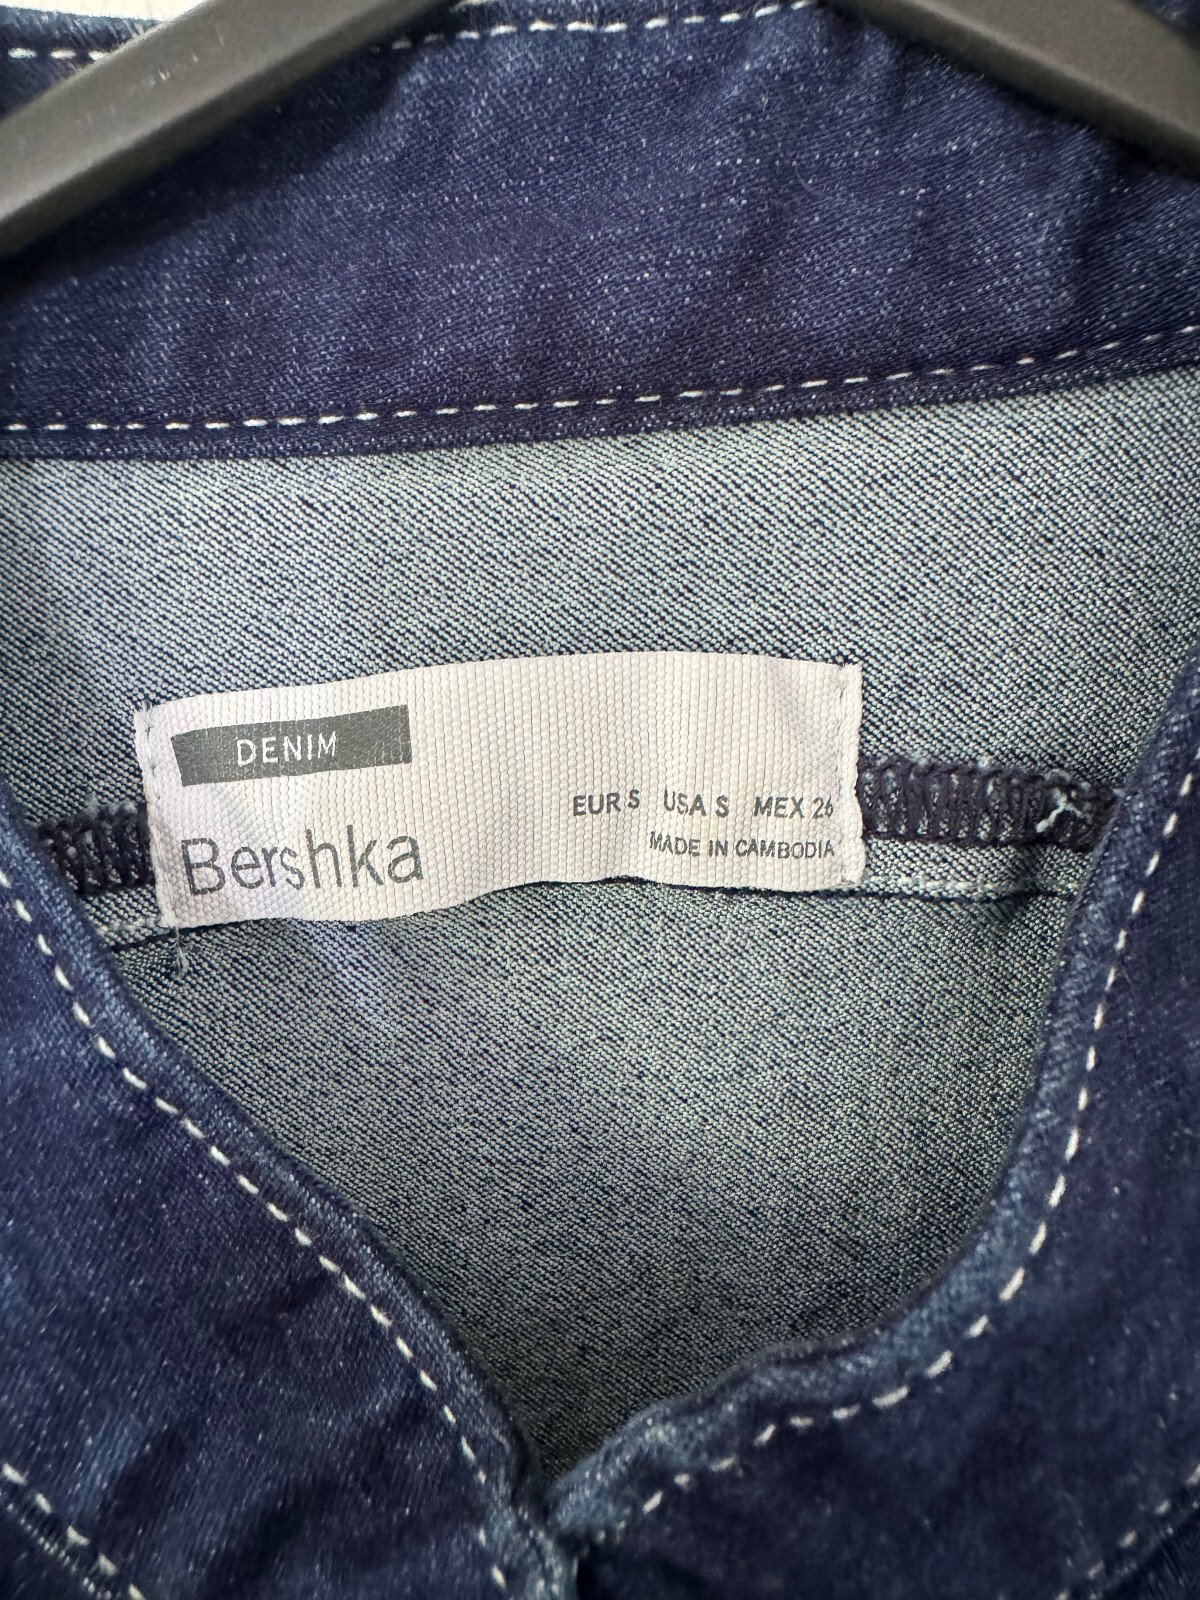 DENIM
Bershka
EUR S USA S MEX 26
MADE IN CAMBODIA